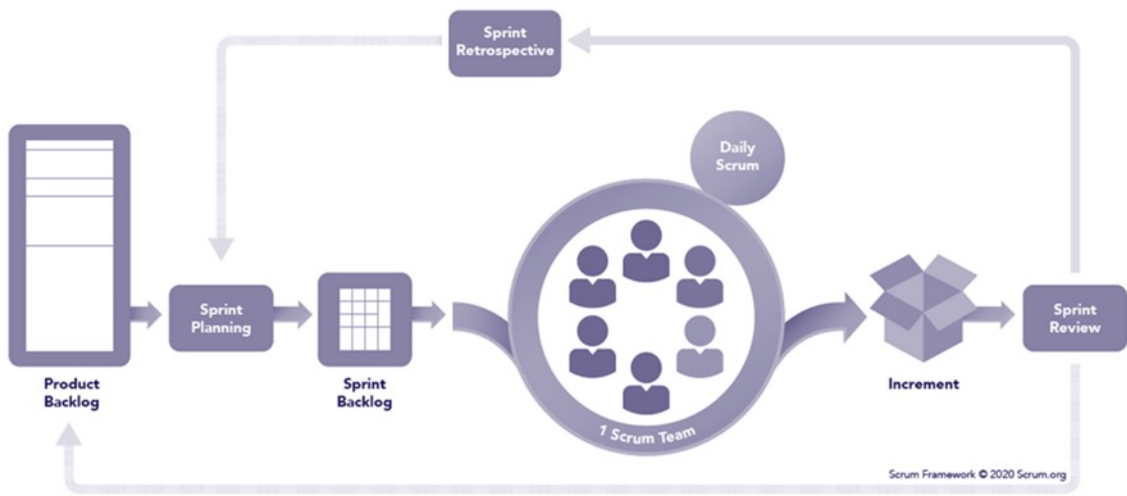 Sprint
Retrospective
Daily
Scrum
Sprint
Planning
Sprint
Review
Product
Backlog
Sprint
Backlog
Increment
1 Scrum Team
Scrum Framework © 2020 Scrum.org